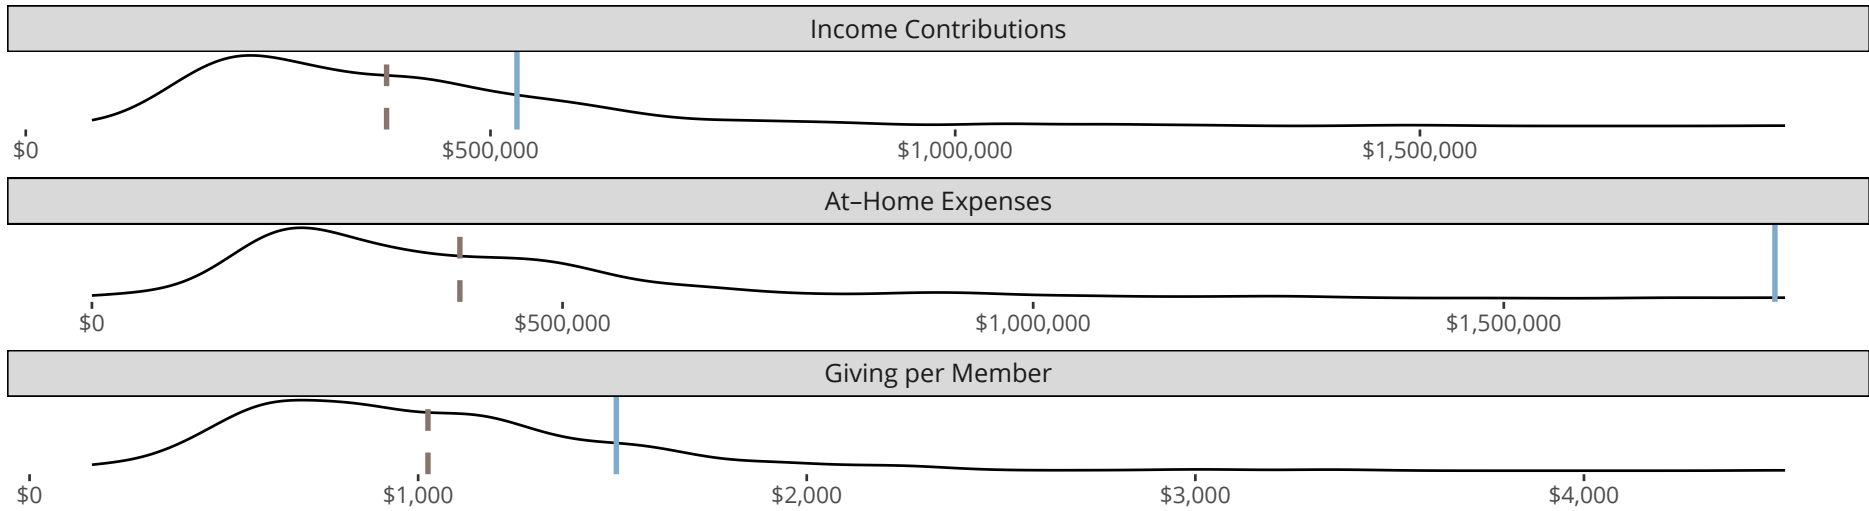 Income Contributions
$0 $500,000 $1,000,000 $1,500,000
At–Home Expenses
$0 $500,000 $1,000,000 $1,500,000
Giving per Member
$0 $1,000 $2,000 $3,000 $4,000